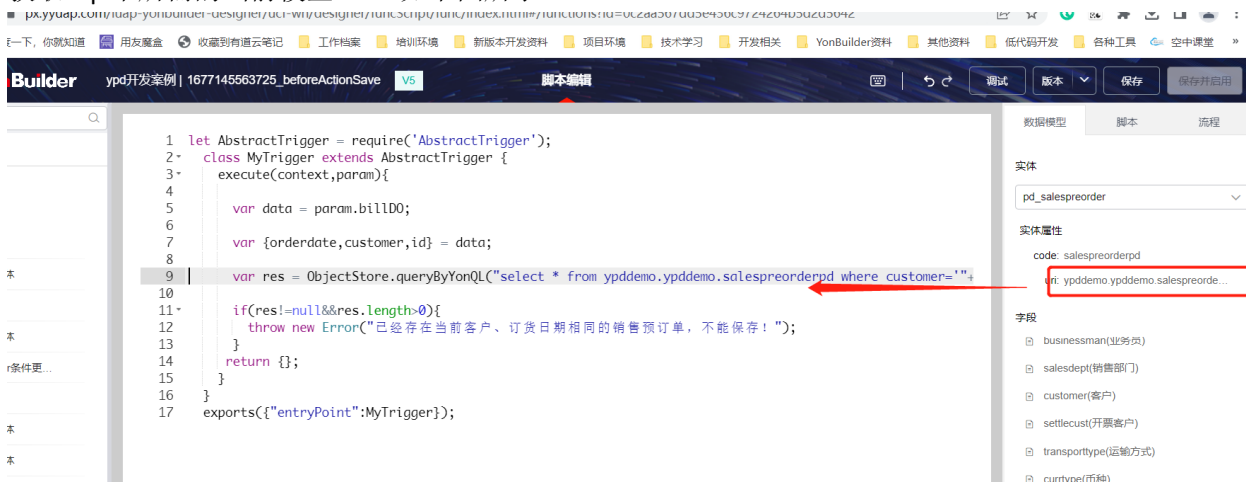 px.yyuap.com/iuap-yonbuilder-designer/ucf-wh/designer/funcScript/func/index.html#/functions?id=0c2aa567dd5e436c9724264b5d2d5642
度一下，你就知道 用友魔盒 收藏到有道云笔记 工作档案 培训环境 新版本开发资料 项目环境 技术学习 开发相关 YonBuilder资料 其他资料 低代码开发 各种工具 空中课堂 »
Builder ypd开发案例 | 1677145563725_beforeActionSave V5 脚本编辑 调试 版本 保存 保存并启用
数据模型 脚本 流程
1 let AbstractTrigger = require('AbstractTrigger');
2 class MyTrigger extends AbstractTrigger {
3 execute(context,param){
4
5 var data = param.billDO;
6
7 var {orderdate,customer,id} = data;
8
9 var res = ObjectStore.queryByYonQL("select * from ypddemo.ypddemo.salespreorderpd where customer='"+
10
11 if(res!=null&&res.length>0){
12 throw new Error("已经存在当前客户、订货日期相同的销售预订单，不能保存！");
13 }
14 return {};
15 }
16 }
17 exports({"entryPoint":MyTrigger});
本
本
r条件更...
本
本
实体
pd_salespreorder
实体属性
code: salespreorderpd
uri: ypddemo.ypddemo.salespreorde...
字段
businessman(业务员)
salesdept(销售部门)
customer(客户)
settlecust(开票客户)
transporttype(运输方式)
currtype(币种)